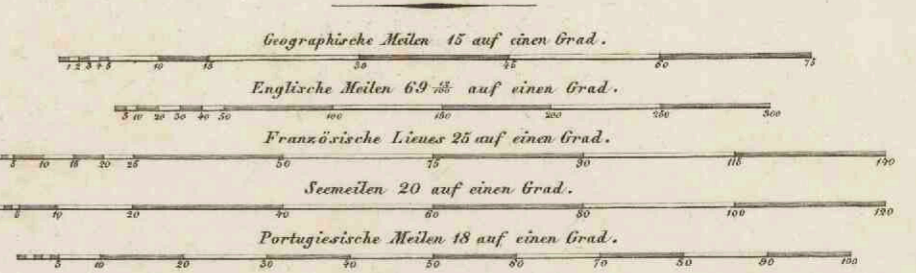 Geographische Meilen 15 auf einen Grad.
1 2 3 4 5 10 15 30 45 60 75
Englische Meilen 69 auf einen Grad.
5 10 20 30 40 50 100 150 200 250 300
Französische Lieues 25 auf einen Grad.
5 10 15 20 25 50 75 90 115 140
Seemeilen 20 auf einen Grad.
5 10 20 40 60 80 100 120
Portugiesische Meilen 18 auf einen Grad.
5 10 20 30 40 50 60 70 80 90 100